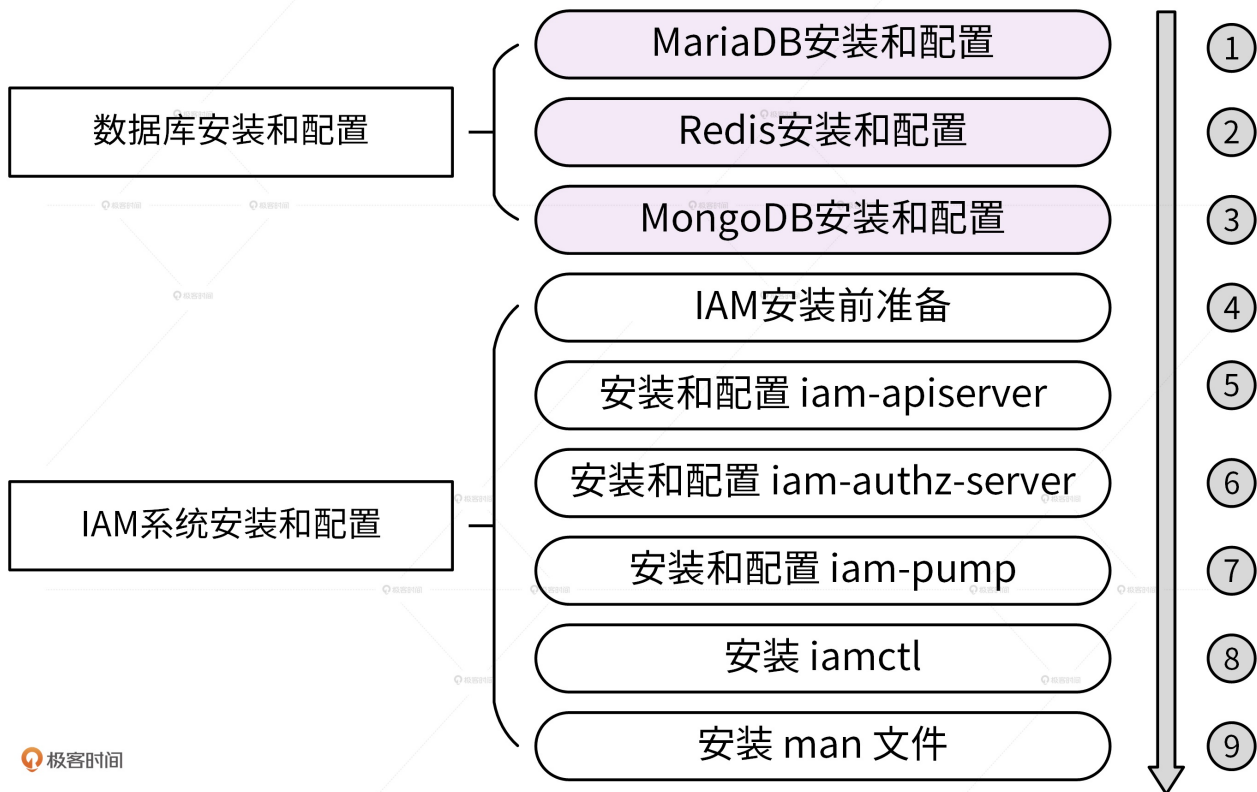 MariaDB安装和配置
①
数据库安装和配置
Redis安装和配置
②
MongoDB安装和配置
③
IAM安装前准备
④
安装和配置 iam-apiserver
⑤
IAM系统安装和配置
安装和配置 iam-authz-server
⑥
安装和配置 iam-pump
⑦
安装 iamctl
⑧
安装 man 文件
⑨
极客时间